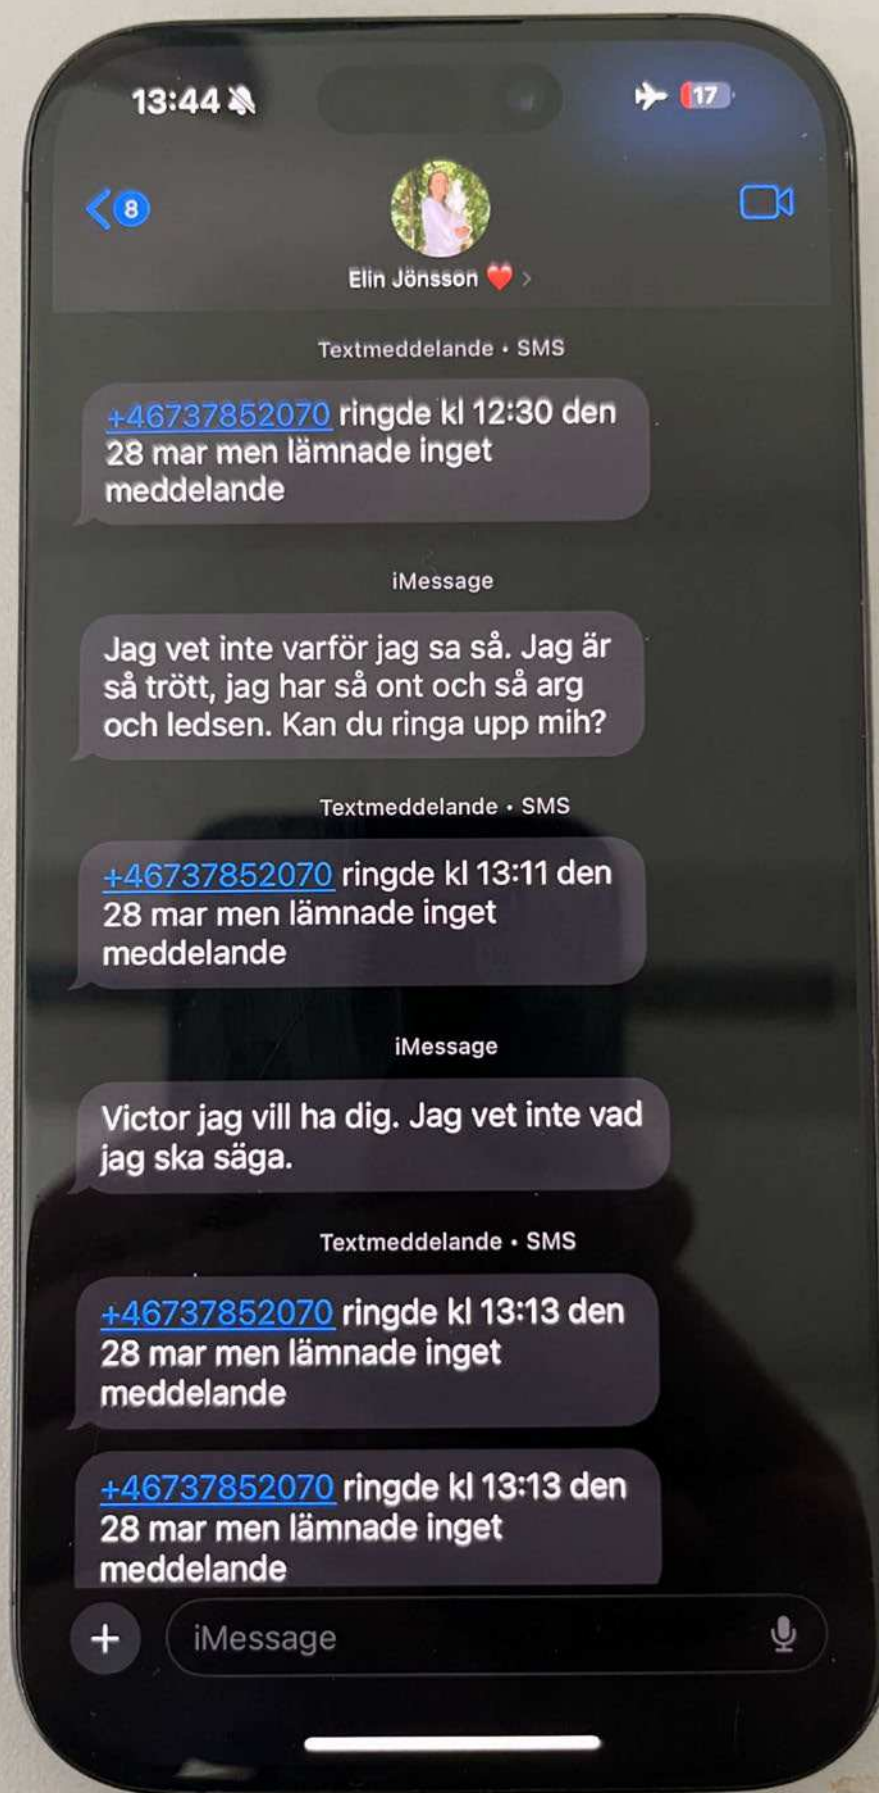 13:44
17
8
Elin Jönsson ❤️ >
Textmeddelande • SMS
+46737852070 ringde kl 12:30 den
28 mar men lämnade inget
meddelande
iMessage
Jag vet inte varför jag sa så. Jag är
så trött, jag har så ont och så arg
och ledsen. Kan du ringa upp mih?
Textmeddelande • SMS
+46737852070 ringde kl 13:11 den
28 mar men lämnade inget
meddelande
iMessage
Victor jag vill ha dig. Jag vet inte vad
jag ska säga.
Textmeddelande • SMS
+46737852070 ringde kl 13:13 den
28 mar men lämnade inget
meddelande
+46737852070 ringde kl 13:13 den
28 mar men lämnade inget
meddelande
iMessage